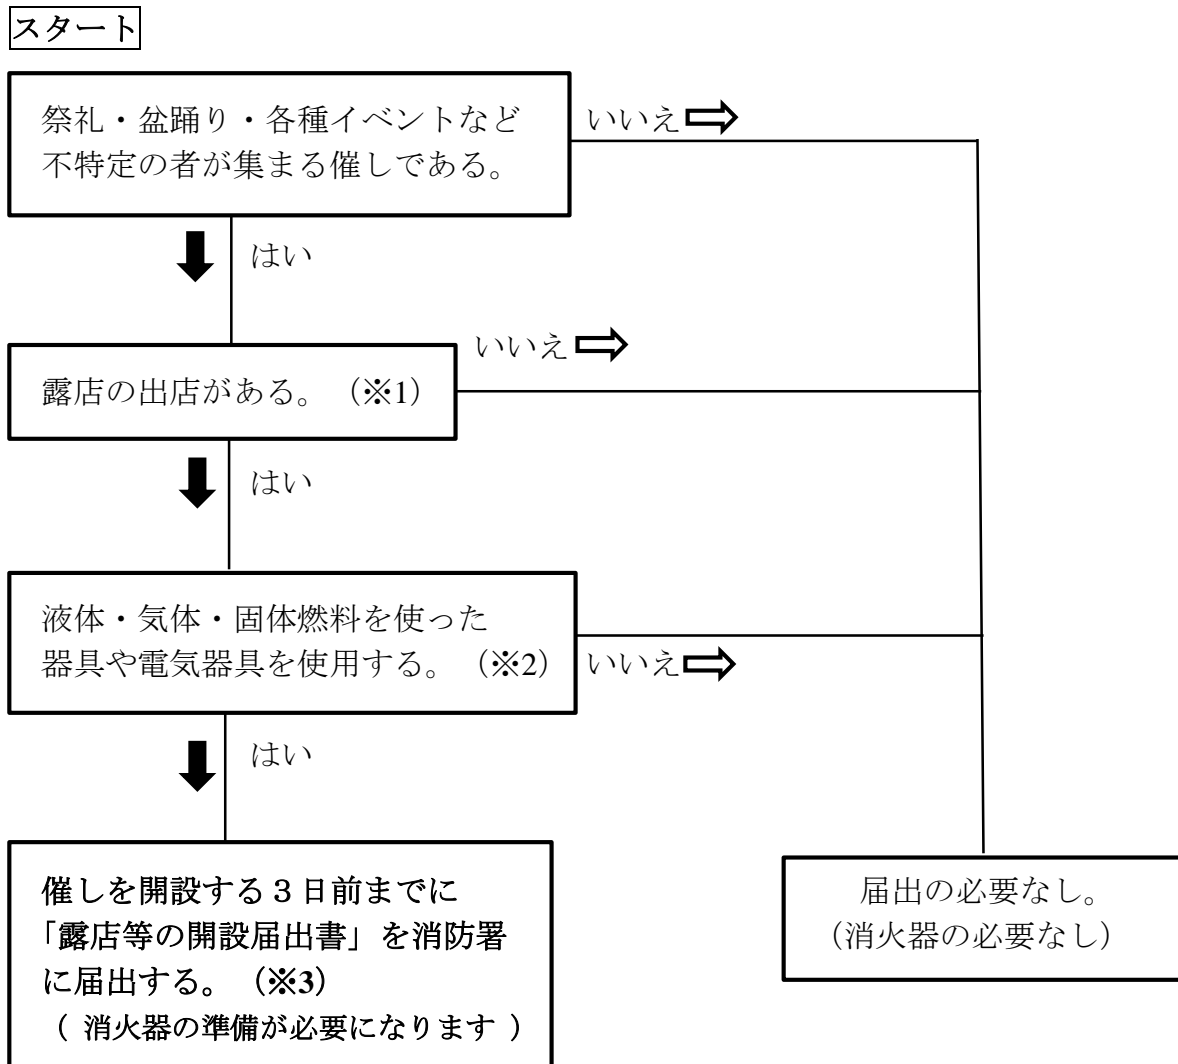 スタート
祭礼・盆踊り・各種イベントなど
不特定の者が集まる催しである。
いいえ
はい
いいえ
露店の出店がある。（※1）
はい
液体・気体・固体燃料を使った
器具や電気器具を使用する。（※2）
いいえ
はい
催しを開設する３日前までに
「露店等の開設届出書」を消防署
に届出する。（※3）
（ 消火器の準備が必要になります ）
届出の必要なし。
（消火器の必要なし）